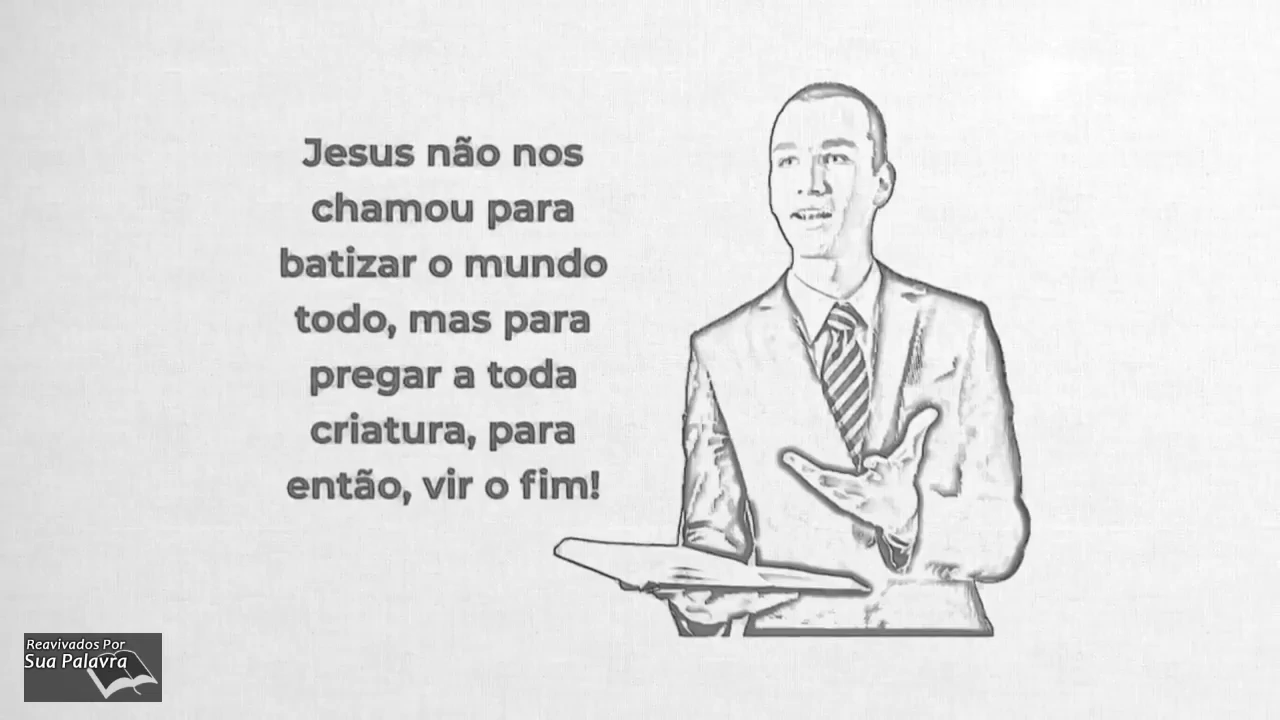 Jesus não nos
chamou para
batizar o mundo
todo, mas para
pregar a toda
criatura, para
então, vir o fim!
Reavivados Por
Sua Palavra